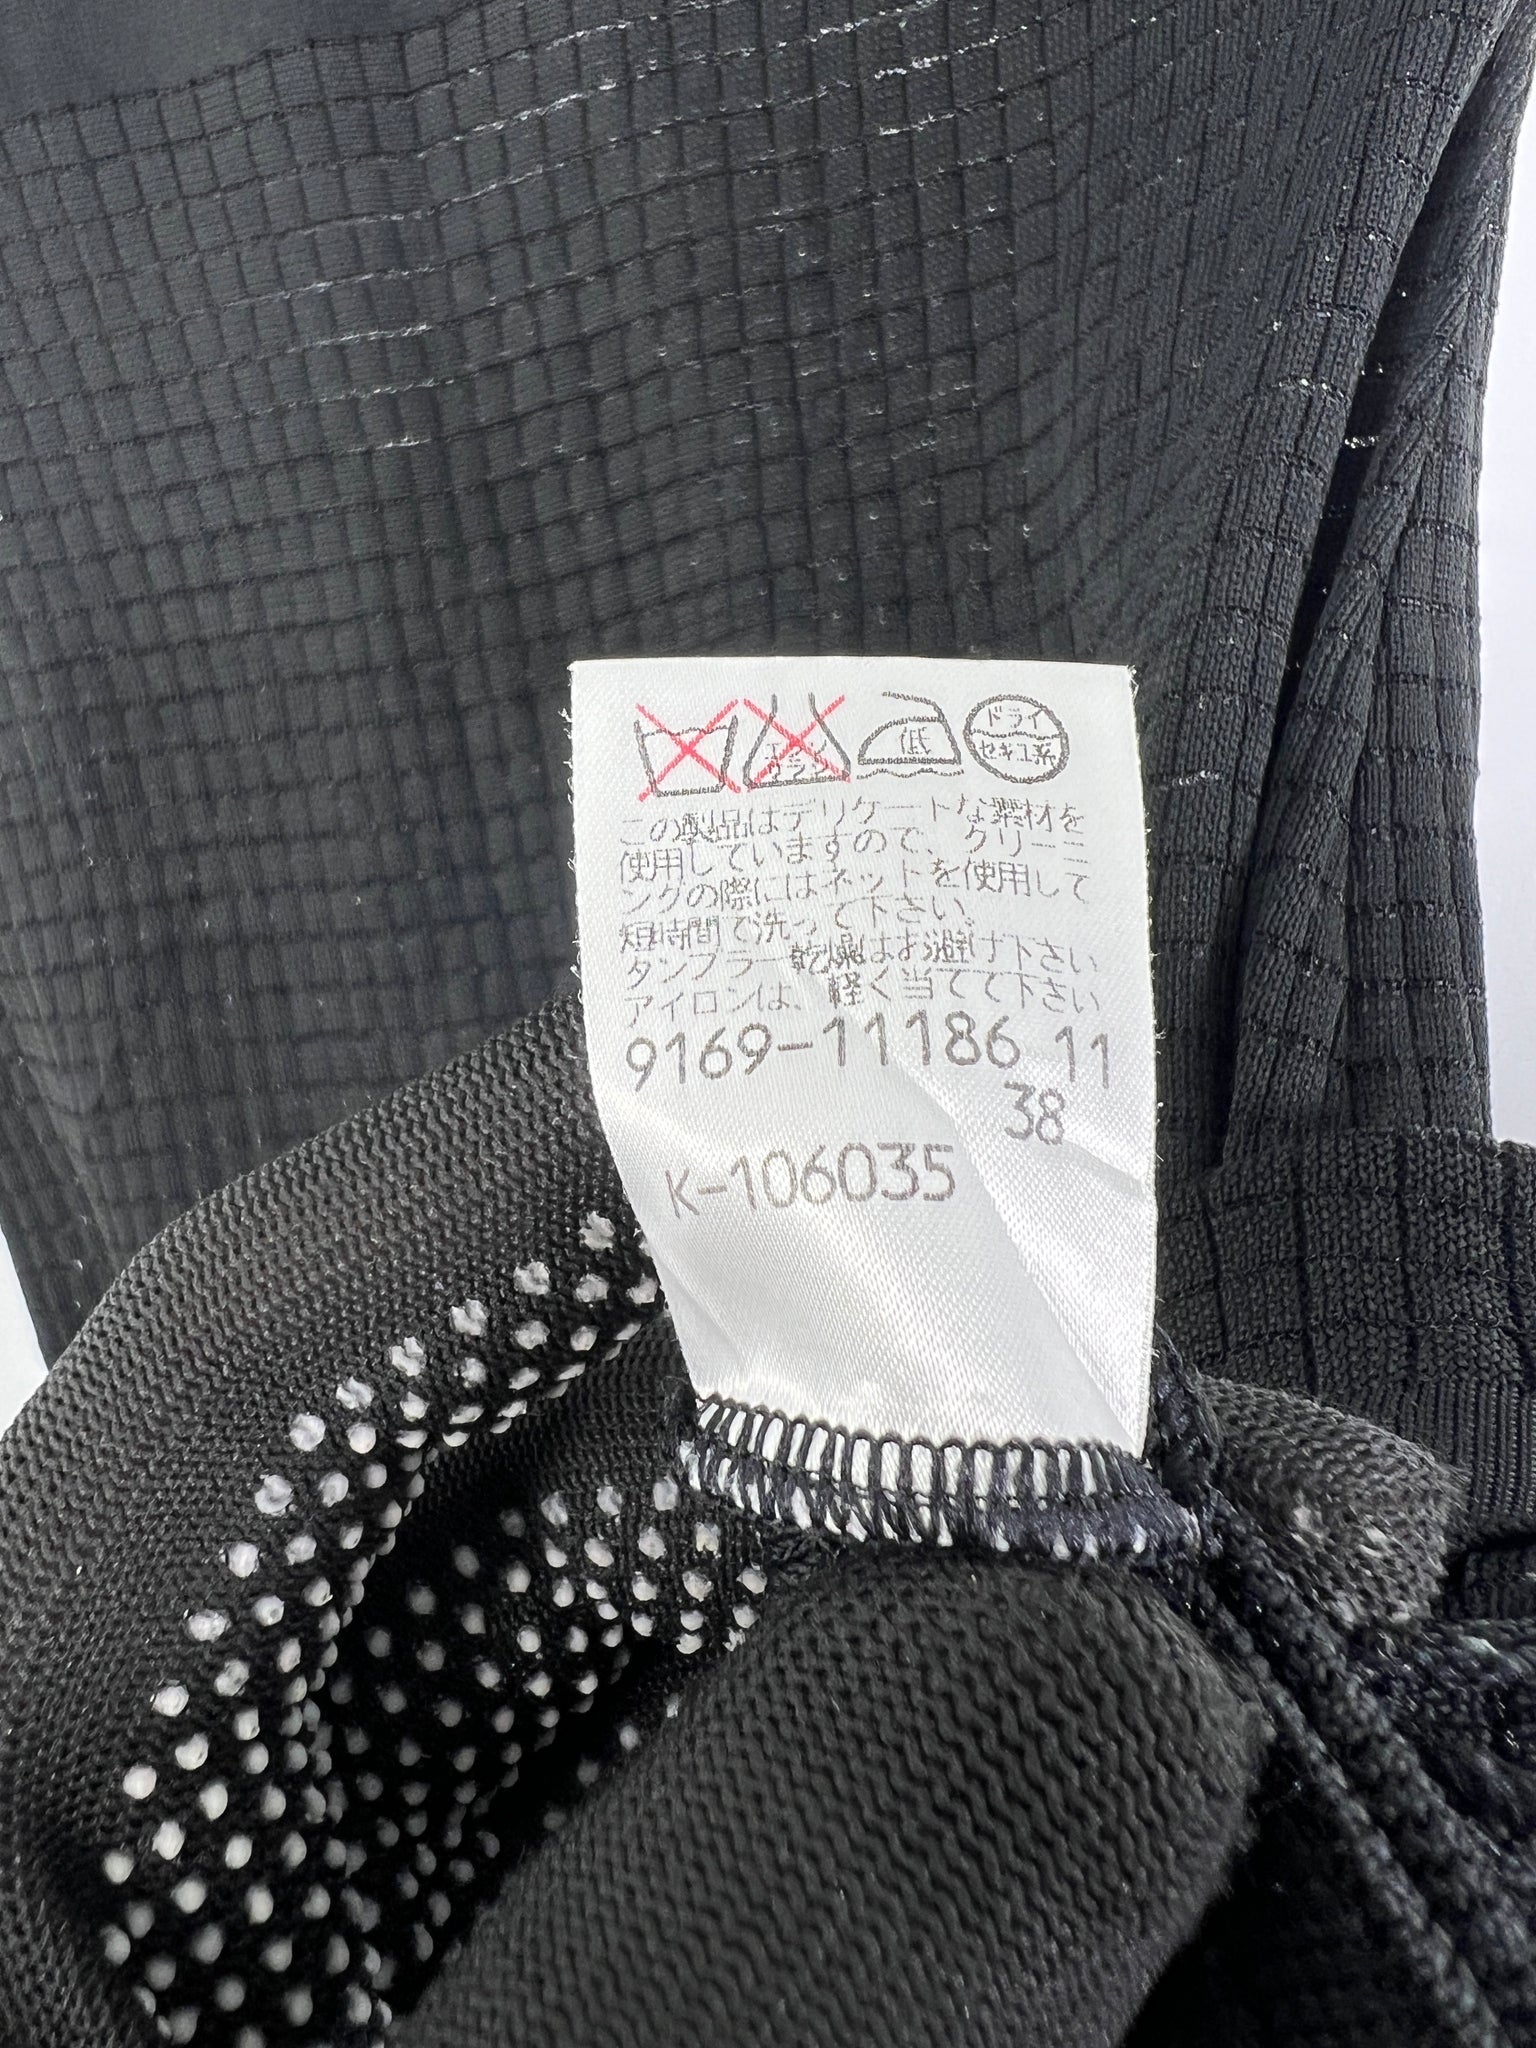 エンソ
サラシ
低
ドライ
セキユ系
この製品はデリケートな素材を
使用していますので、クリーニ
ングの際にはネットを使用して
短時間で洗って下さい。
タンブラー乾燥はお避け下さい
アイロンは、軽く当てて下さい
9169-11186 11
38
K-106035